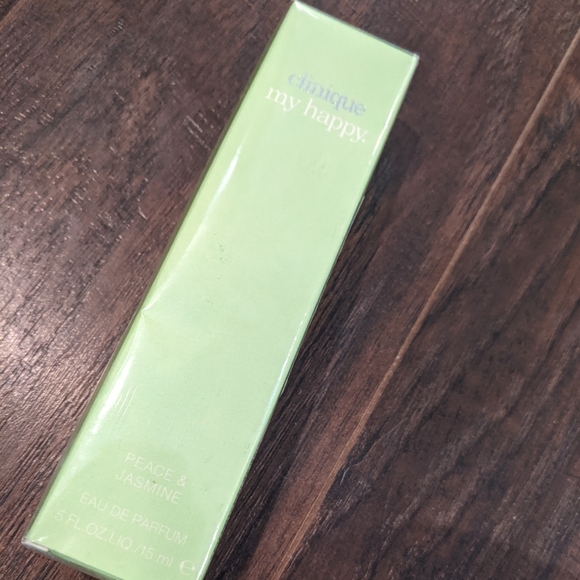 clinique
my happy.
PEACE &
JASMINE
EAU DE PARFUM
.5 FL.OZ.LIQ./15 ml e